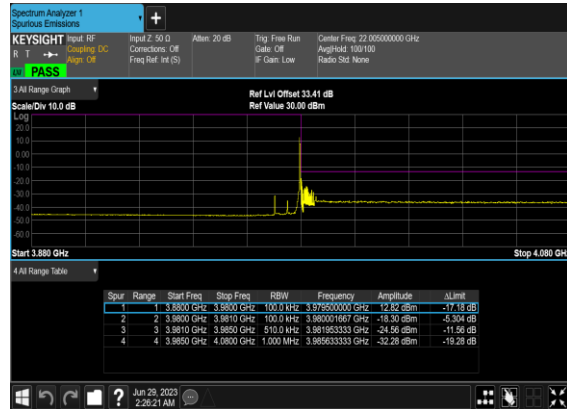 Spectrum Analyzer 1
Spurious Emissions
+
KEYSIGHT Input: RF Input Z: 50 Ω Atten: 20 dB Trig: Free Run Center Freq: 22.005000000 GHz
R T Coupling: DC Corrections: Off Gate: Off Avg|Hold: 100/100
Align: Off Freq Ref: Int (S) IF Gain: Low Radio Std: None
PASS
3 All Range Graph
Ref Lvl Offset 33.41 dB
Scale/Div 10.0 dB Ref Value 30.00 dBm
Log
20.0
10.0
0.00
-10.0
-20.0
-30.0
-40.0
-50.0
-60.0
Start 3.880 GHz Stop 4.080 GH
4 All Range Table
Spur Range Start Freq Stop Freq RBW Frequency Amplitude ΔLimit
1 1 3.8800 GHz 3.9800 GHz 100.0 kHz 3.979500000 GHz 12.82 dBm -17.18 dB
2 2 3.9800 GHz 3.9810 GHz 100.0 kHz 3.980001667 GHz -18.30 dBm -5.304 dB
3 3 3.9810 GHz 3.9850 GHz 510.0 kHz 3.981953333 GHz -24.56 dBm -11.56 dB
4 4 3.9850 GHz 4.0800 GHz 1.000 MHz 3.985633333 GHz -32.28 dBm -19.28 dB
? Jun 29, 2023
2:26:21 AM